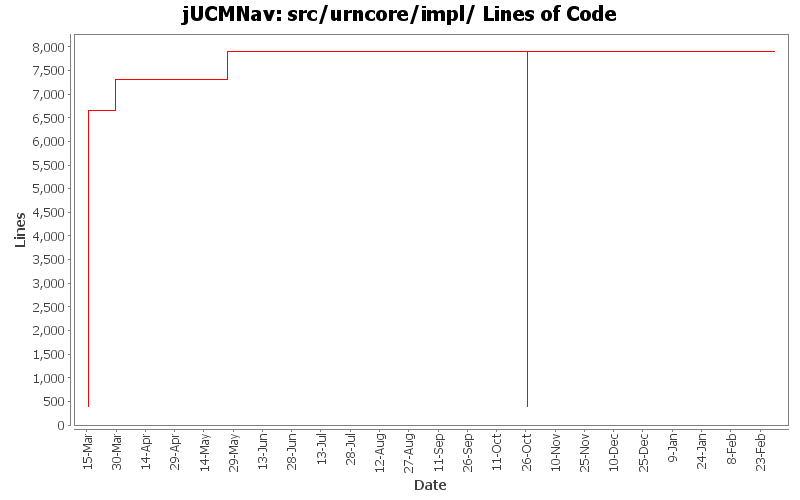 jUCMNav: src/urncore/impl/ Lines of Code
8,000
7,500
7,000
6,500
6,000
5,500
5,000
4,500
4,000
3,500
3,000
2,500
2,000
1,500
1,000
500
0
Lines
15-Mar
30-Mar
14-Apr
29-Apr
14-May
29-May
13-Jun
28-Jun
13-Jul
28-Jul
12-Aug
27-Aug
11-Sep
26-Sep
11-Oct
26-Oct
10-Nov
25-Nov
10-Dec
25-Dec
9-Jan
24-Jan
8-Feb
23-Feb
Date